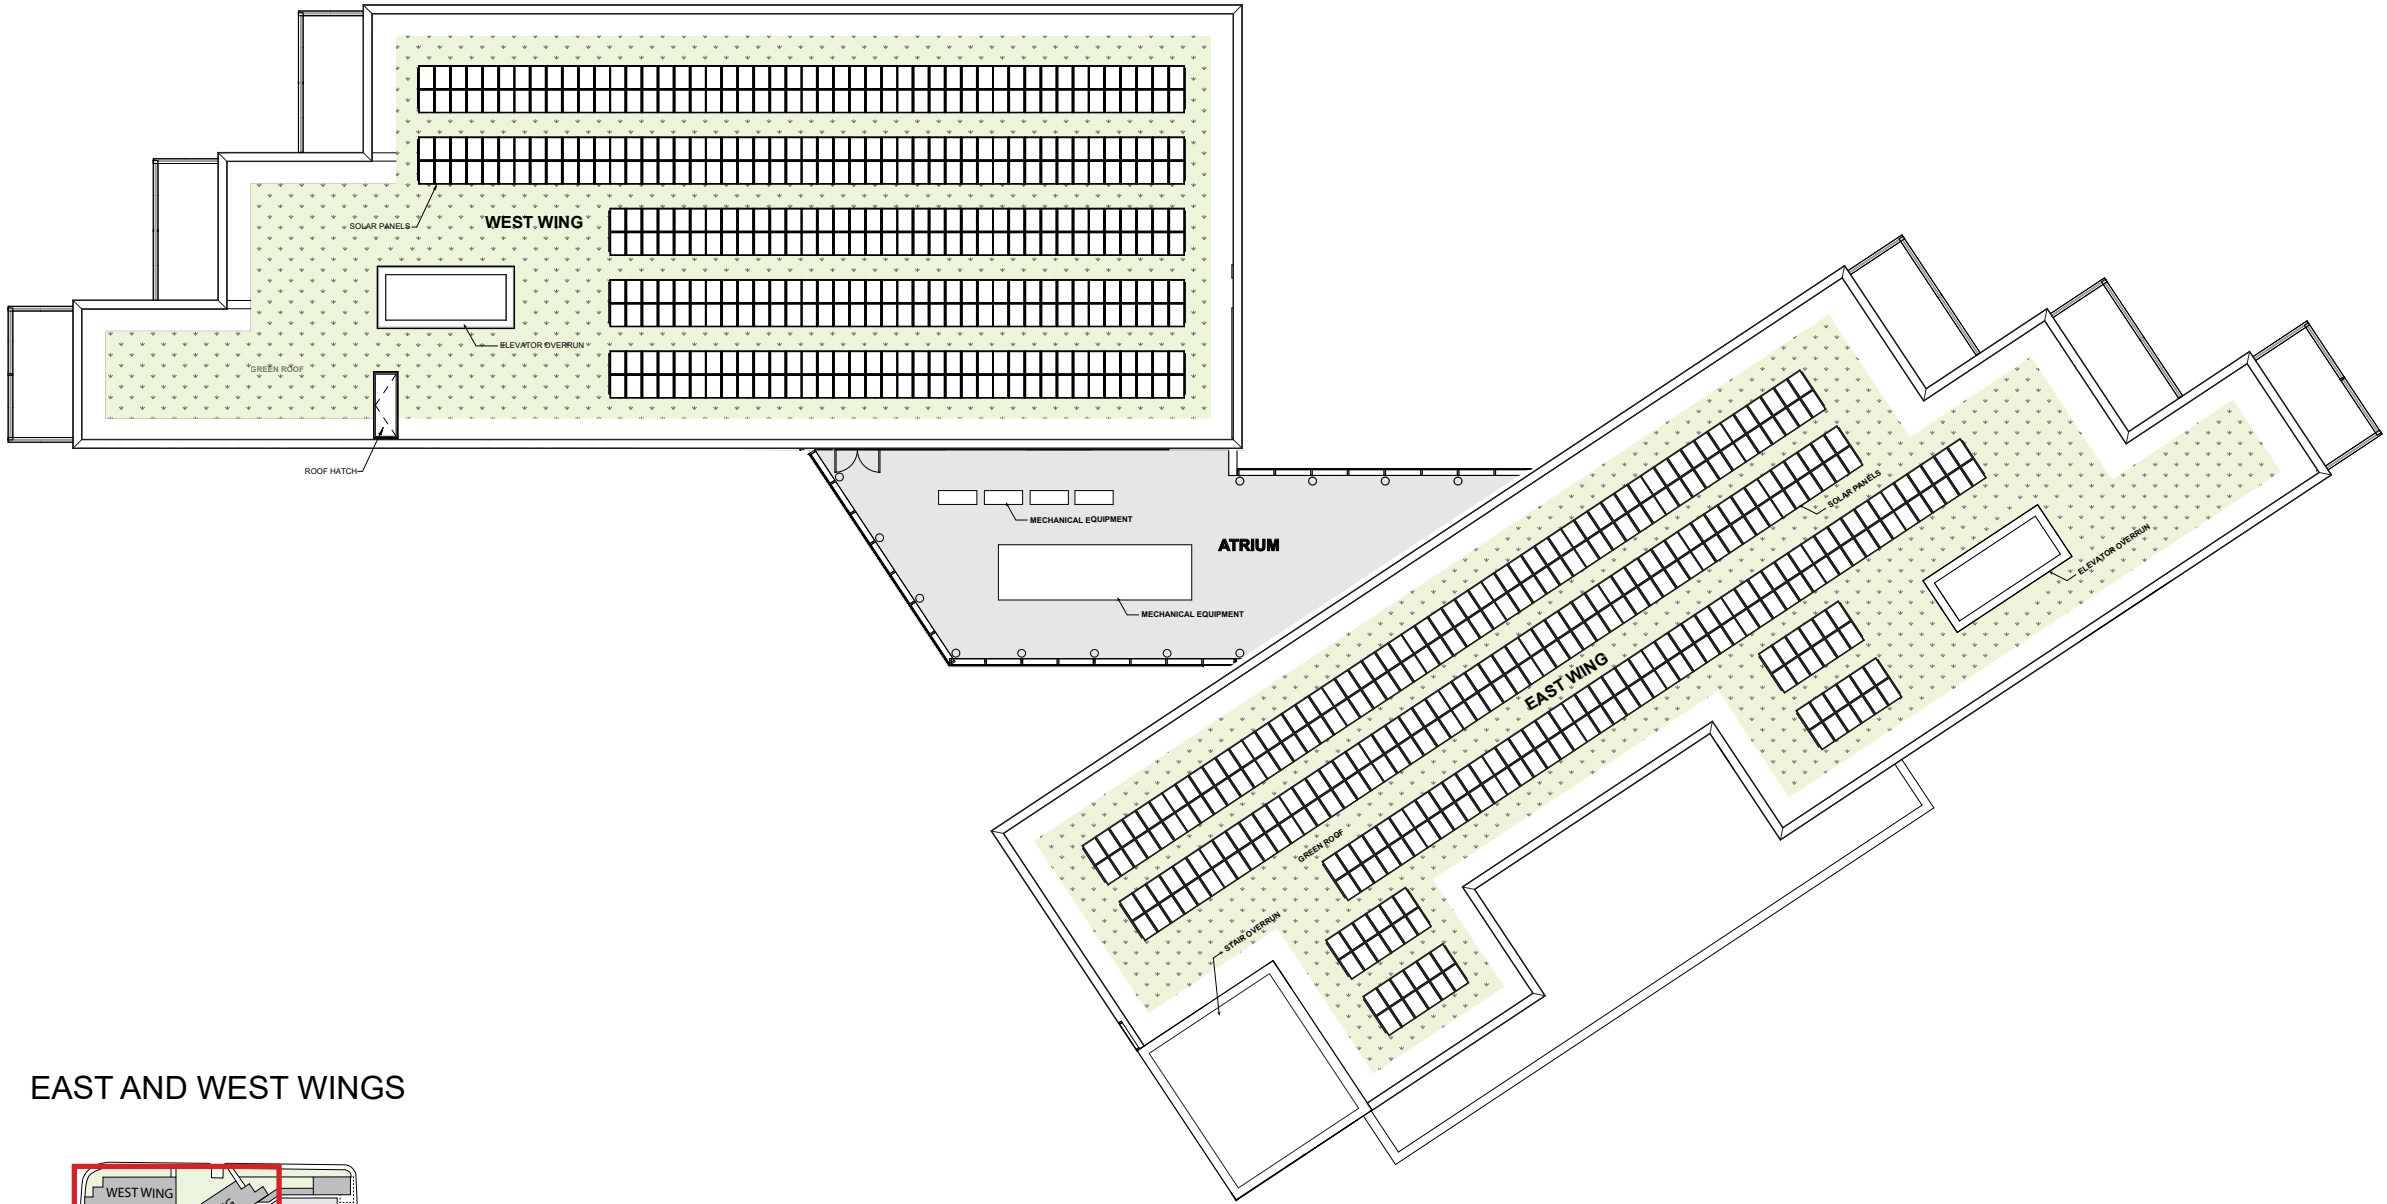 SOLAR PANELS
WEST WING
ELEVATOR OVERRUN
GREEN ROOF
ROOF HATCH
MECHANICAL EQUIPMENT
ATRIUM
MECHANICAL EQUIPMENT
SOLAR PANELS
ELEVATOR OVERRUN
EAST WING
GREEN ROOF
STAIR OVERRUN
EAST AND WEST WINGS
WEST WING